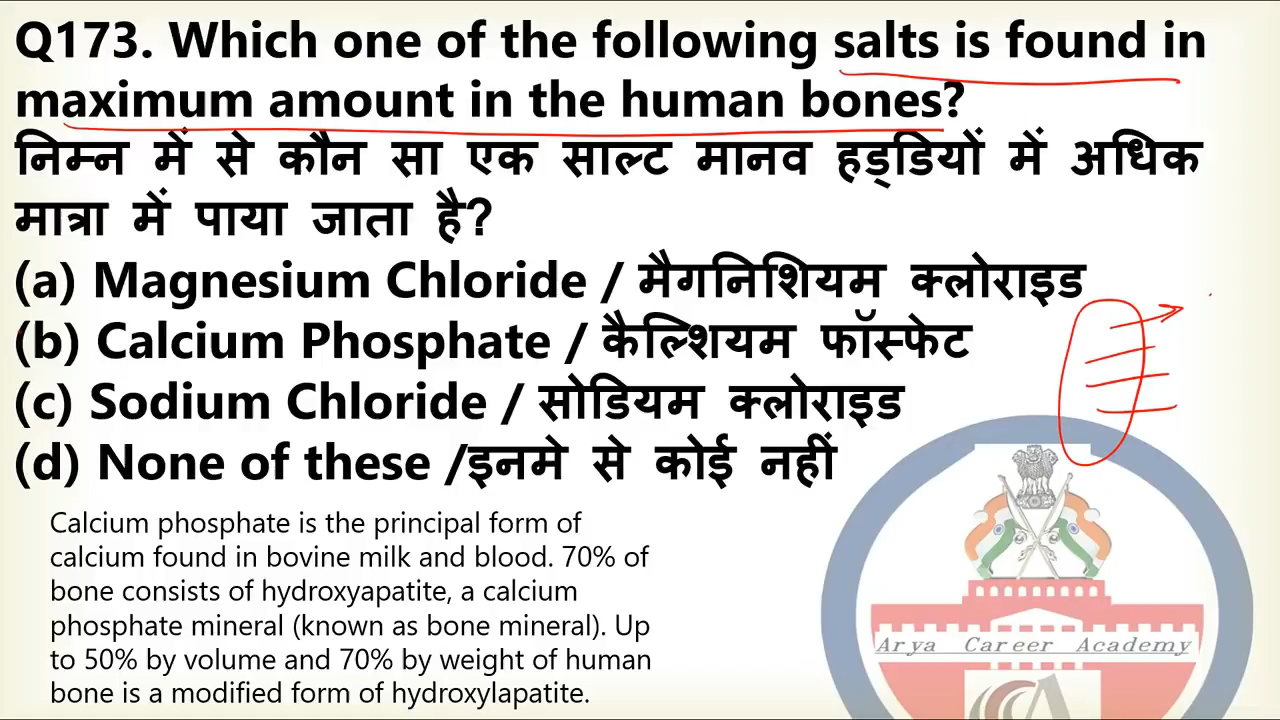 Q173. Which one of the following salts is found in
maximum amount in the human bones?
निम्न में से कौन सा एक साल्ट मानव हड्डियों में अधिक
मात्रा में पाया जाता है?
(a) Magnesium Chloride / मैगनिशियम क्लोराइड
(b) Calcium Phosphate / कैल्शियम फॉस्फेट
(c) Sodium Chloride / सोडियम क्लोराइड
(d) None of these /इनमे से कोई नहीं
Calcium phosphate is the principal form of
calcium found in bovine milk and blood. 70% of
bone consists of hydroxyapatite, a calcium
phosphate mineral (known as bone mineral). Up
to 50% by volume and 70% by weight of human
bone is a modified form of hydroxylapatite.
Arya Career Academy